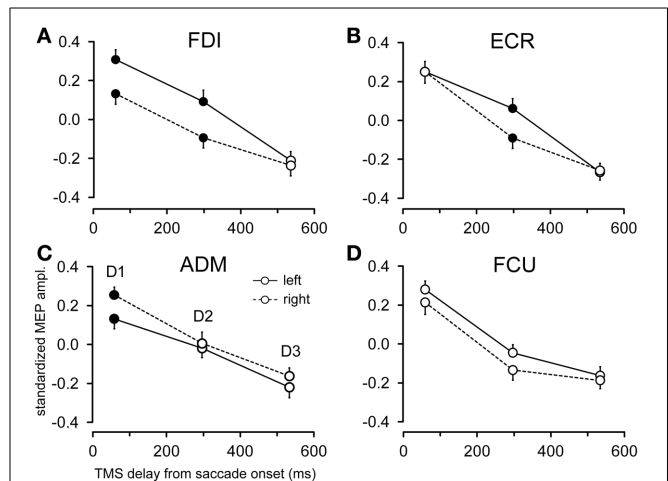 A FDI
0.4
0.2
0.0
-0.2
-0.4
0 200 400 600
B ECR
0.4
0.2
0.0
-0.2
-0.4
0 200 400 600
C ADM
0.4
0.2
0.0
-0.2
-0.4
D1
D2
D3
left
right
0 200 400 600
standardized MEP ampl.
TMS delay from saccade onset (ms)
D FCU
0.4
0.2
0.0
-0.2
-0.4
0 200 400 600